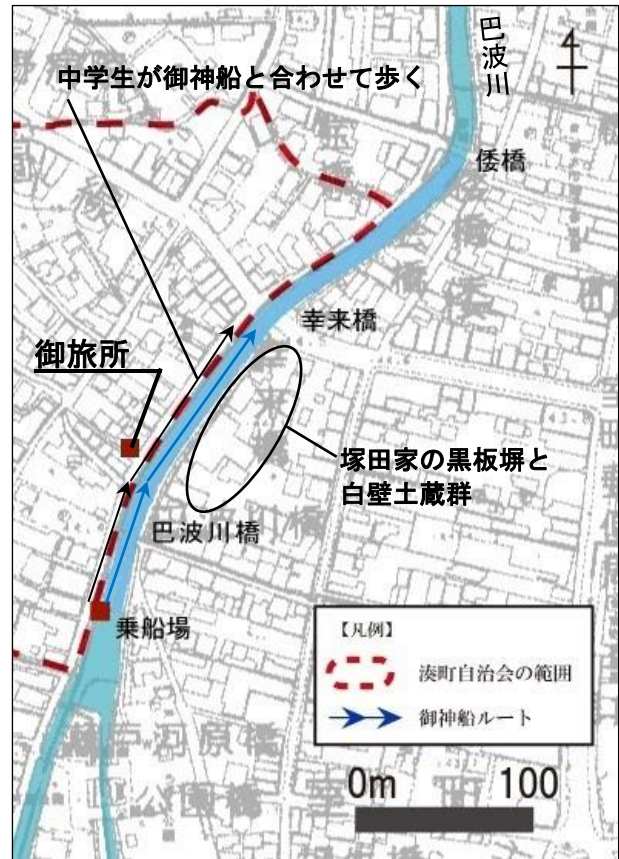 巴波川
中学生が御神船と合わせて歩く
倭橋
幸来橋
御旅所
塚田家の黒板塀と
白壁土蔵群
巴波川橋
乗船場
【凡例】
湊町自治会の範囲
御神船ルート
0m 100